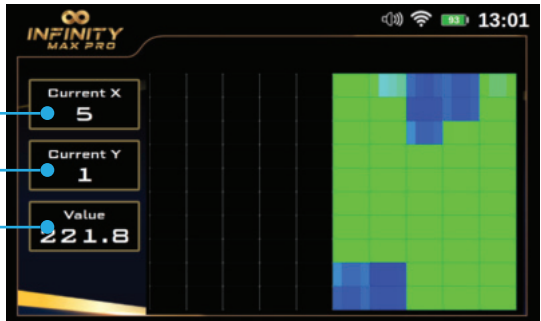 INFINITY
MAX PRO
93
13:01
Current X
5
Current Y
1
Value
221.8